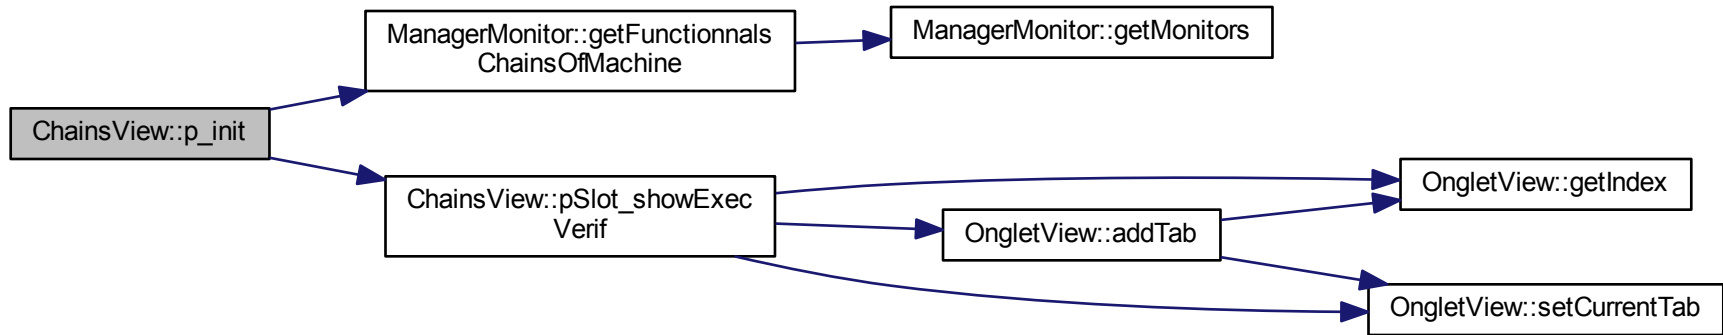 ManagerMonitor::getFunctionnals
ChainsOfMachine
ManagerMonitor::getMonitors
ChainsView::p_init
ChainsView::pSlot_showExec
Verif
OngletView::getIndex
OngletView::addTab
OngletView::setCurrentTab